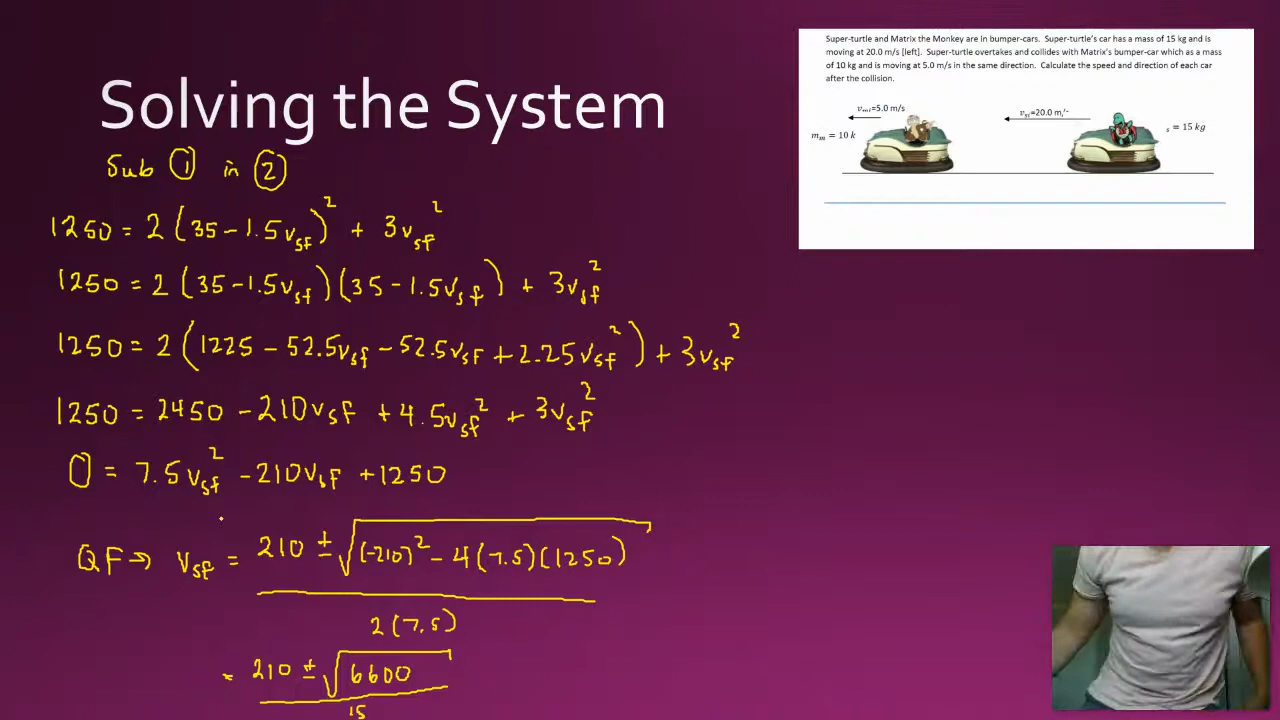 Solving the System
Sub ① in ②
1250 = 2 (35 - 1.5v_sf)² + 3v_sf²
1250 = 2 (35 - 1.5v_sf)(35 - 1.5v_sf) + 3v_sf²
1250 = 2 (1225 - 52.5v_sf - 52.5v_sf + 2.25v_sf²) + 3v_sf²
1250 = 2450 - 210v_sf + 4.5v_sf² + 3v_sf²
0 = 7.5v_sf² - 210v_sf + 1250
QF → v_sf = 210 ± √(-210)² - 4(7.5)(1250)
2(7.5)
= 210 ± √6600
15
Super-turtle and Matrix the Monkey are in bumper-cars. Super-turtle's car has a mass of 15 kg and is
moving at 20.0 m/s [left]. Super-turtle overtakes and collides with Matrix's bumper-car which as a mass
of 10 kg and is moving at 5.0 m/s in the same direction. Calculate the speed and direction of each car
after the collision.
v_mi=5.0 m/s
v_si=20.0 m/
m_m = 10 k
s = 15 kg